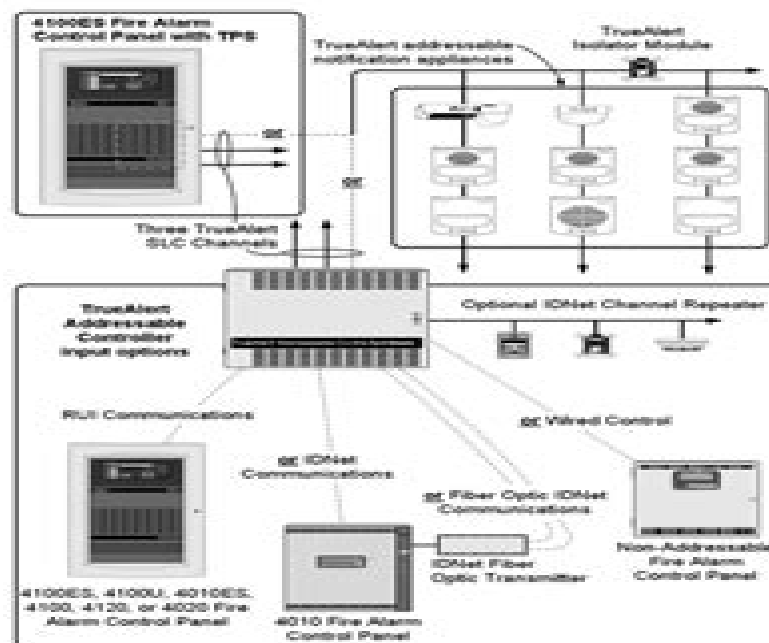 4100ES Fire Alarm
Control Panel with TPS
TrueAlert addressable
notification appliances
TrueAlert
Isolator Module
or
or
Three TrueAlert
SLC Channels
TrueAlert
Addressable
Controller
input options
Optional IDNet Channel Repeater
RUI Communications
or IDNet
Communications
or Wired Control
or Fiber Optic IDNet
Communications
IDNet Fiber
Optic Transmitter
Non-Addressable
Fire Alarm
Control Panel
4100ES, 4100U, 4010ES,
4100, 4120, or 4020 Fire
Alarm Control Panel
4010 Fire Alarm
Control Panel